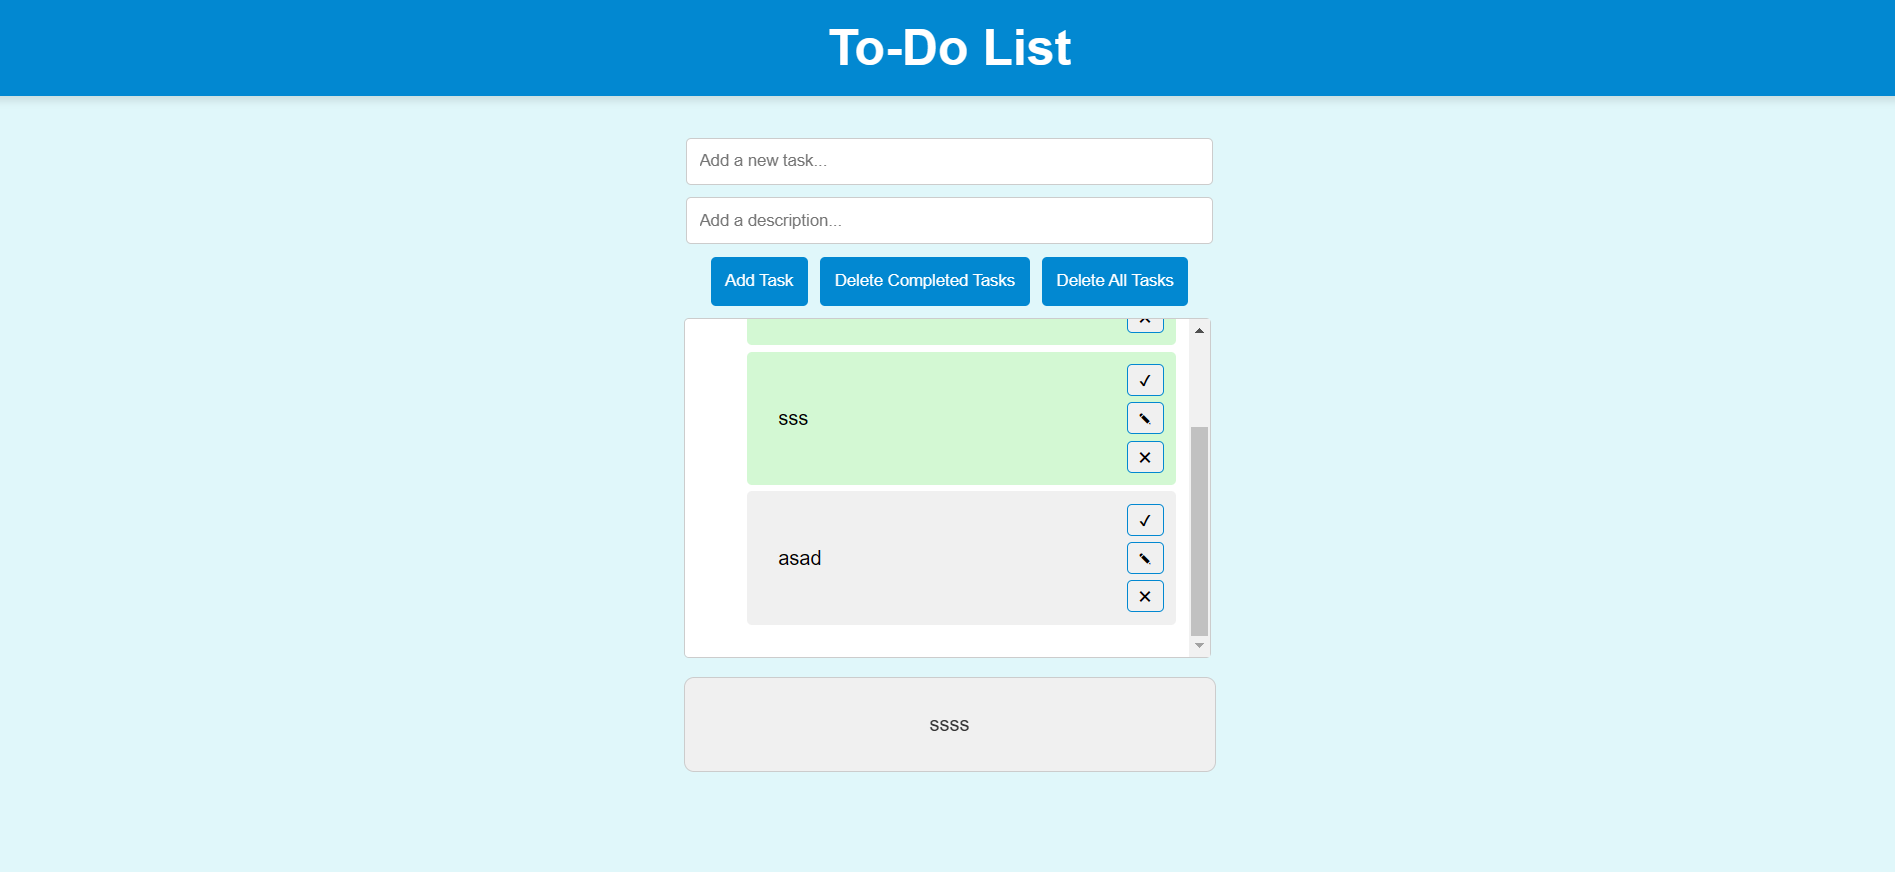 To-Do List
Add a new task...
Add a description...
Add Task Delete Completed Tasks Delete All Tasks
sss
asad
ssss